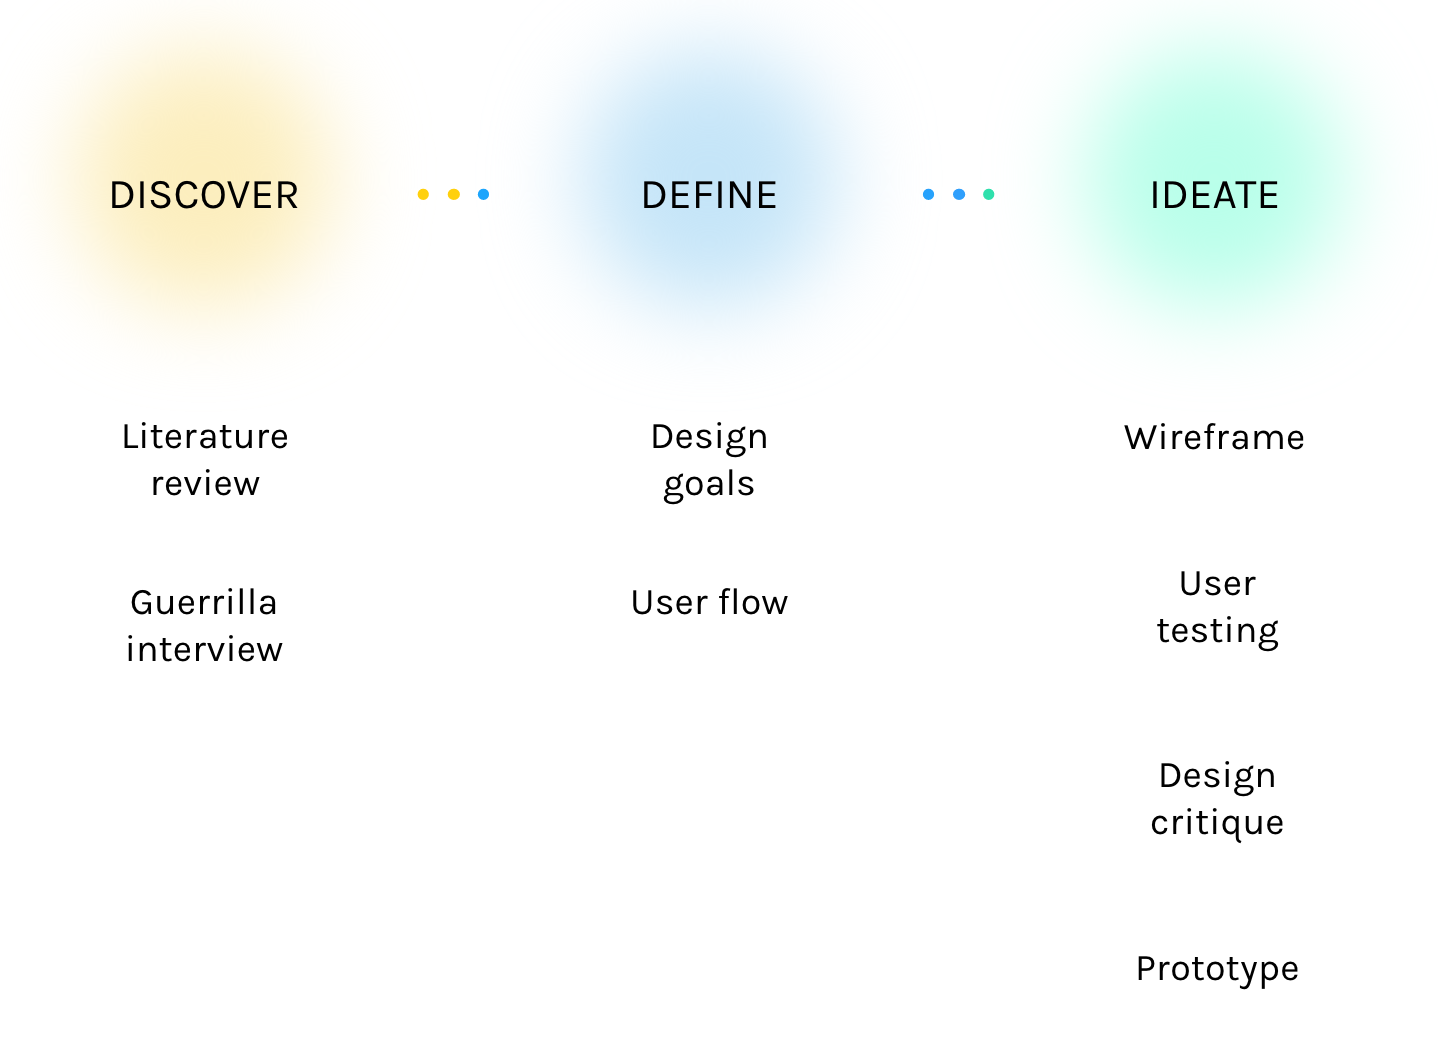 DISCOVER
DEFINE
IDEATE
Literature
review
Guerrilla
interview
Design
goals
User flow
Wireframe
User
testing
Design
critique
Prototype